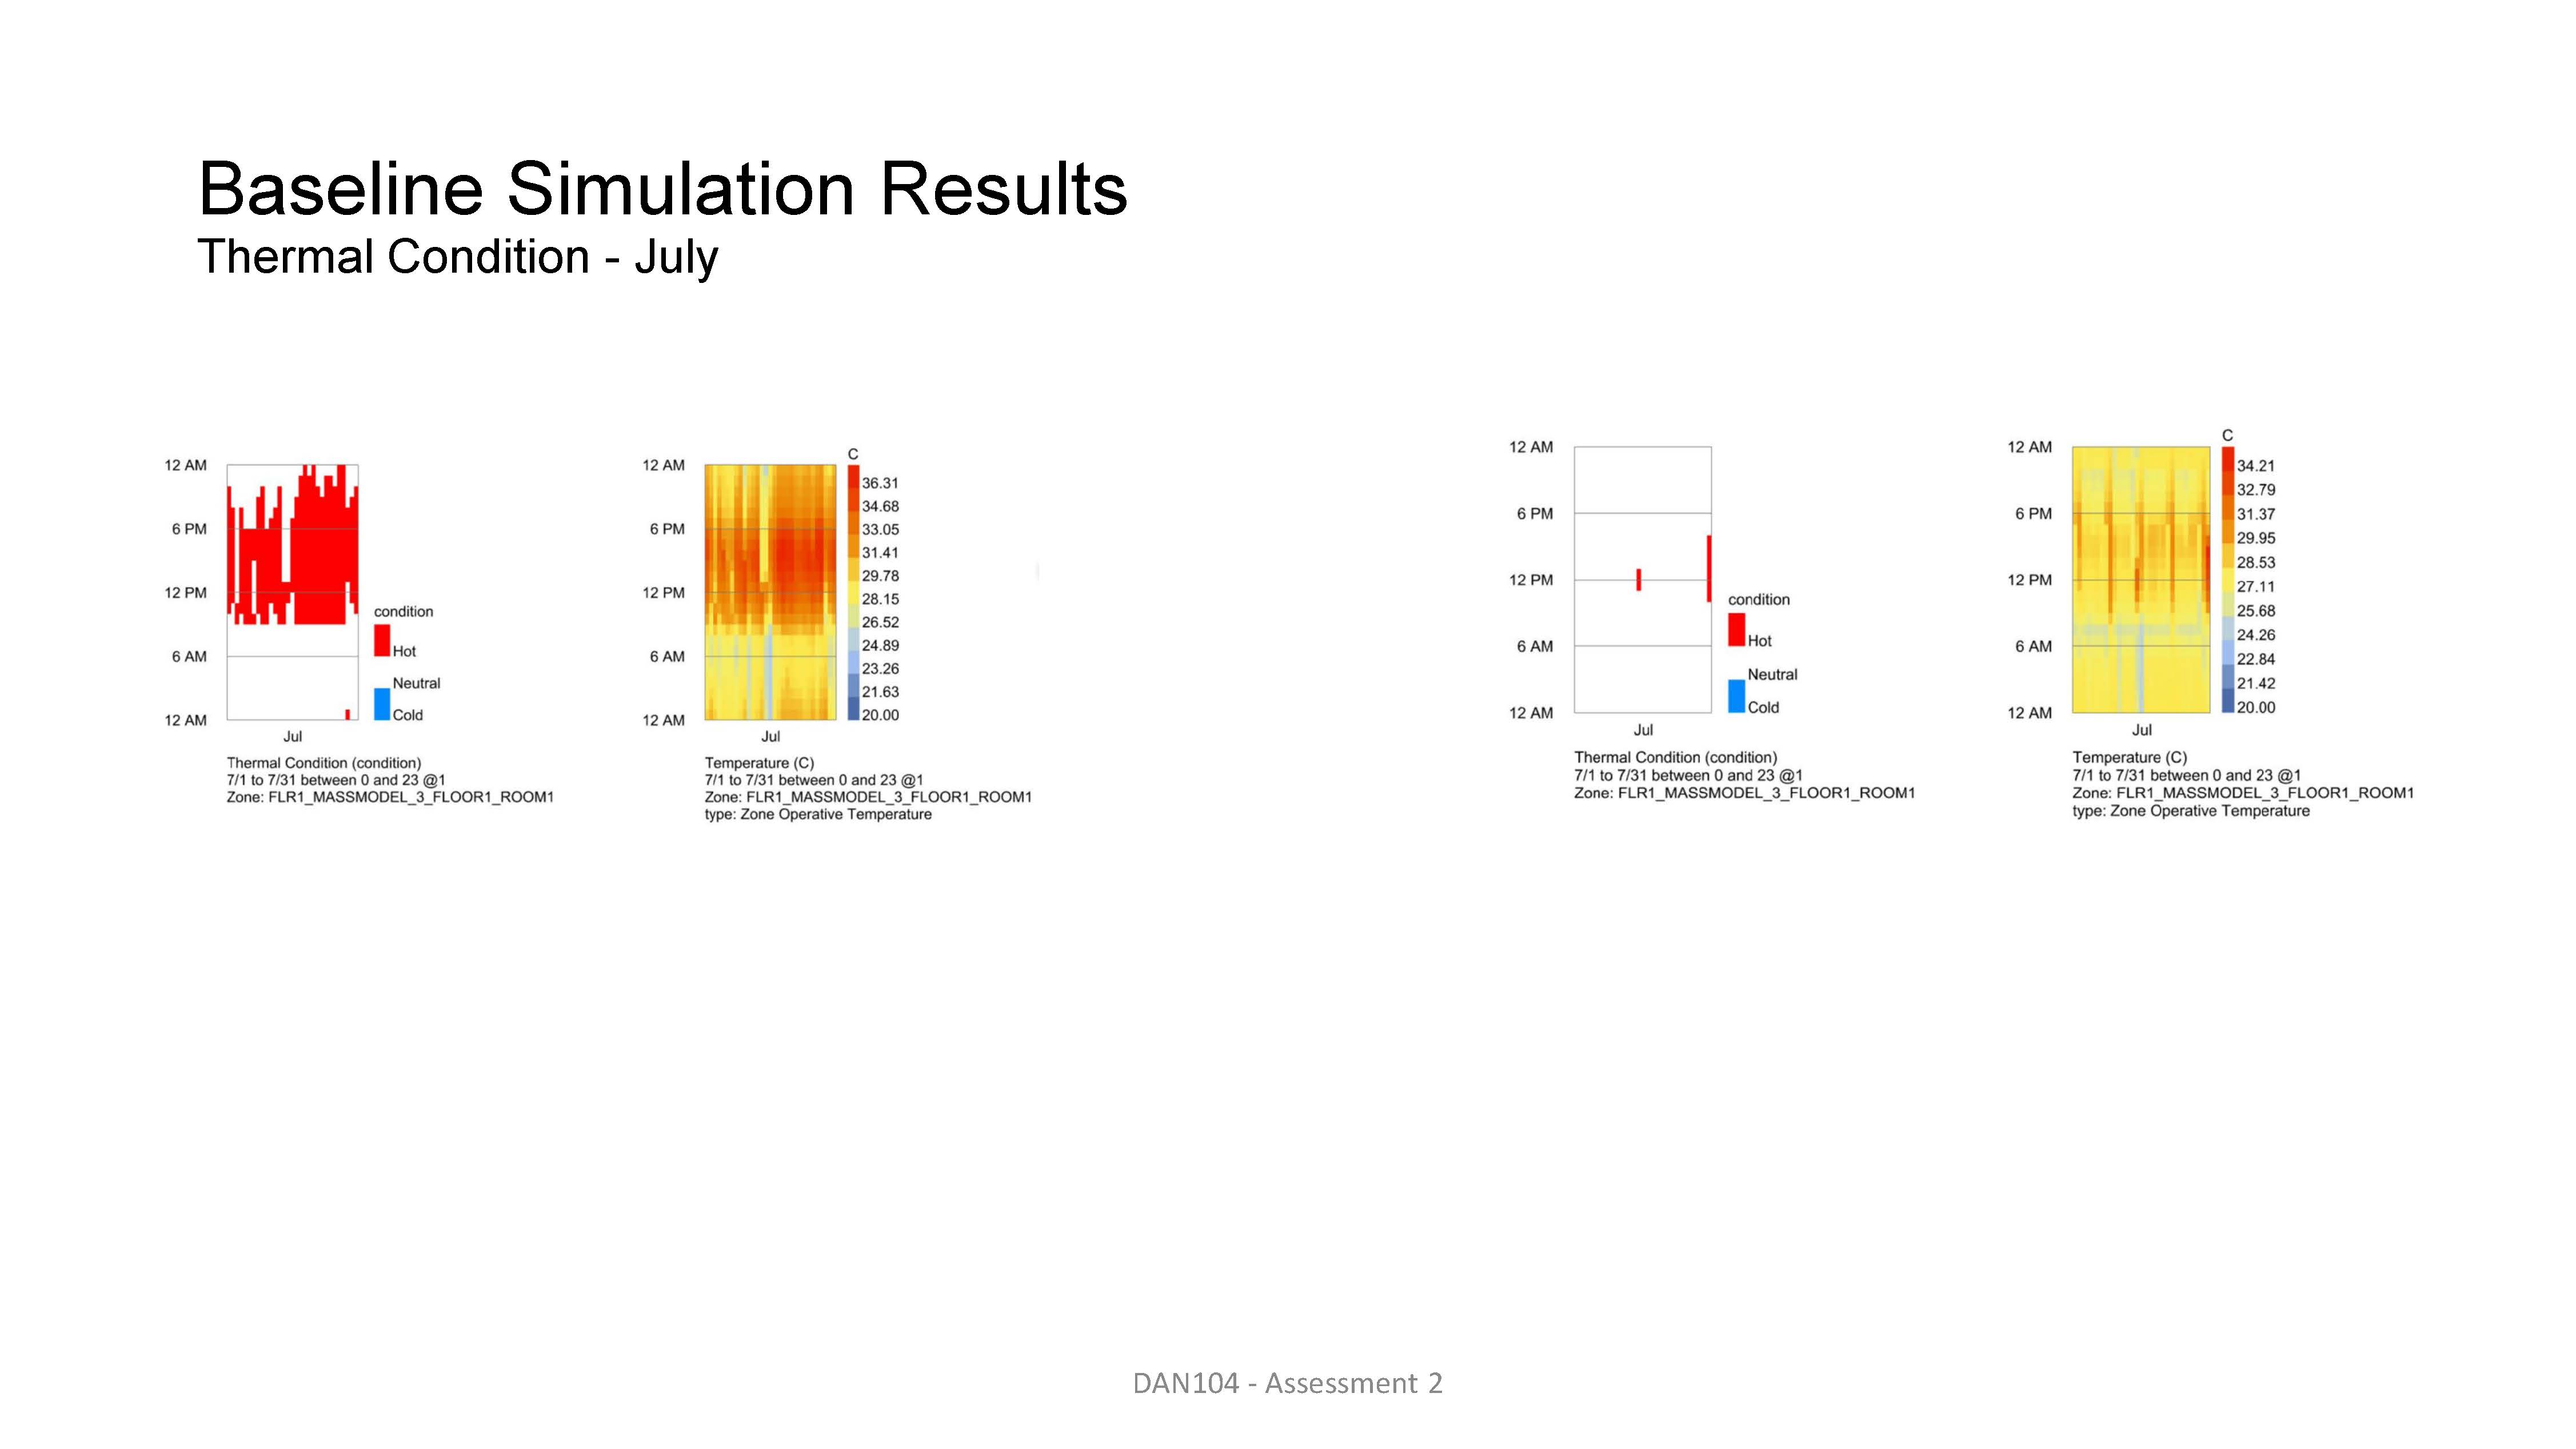 Baseline Simulation Results
Thermal Condition - July
12 AM
6 PM
12 PM
6 AM
12 AM
condition
Hot
Neutral
Cold
Jul
Thermal Condition (condition)
7/1 to 7/31 between 0 and 23 @1
Zone: FLR1_MASSMODEL_3_FLOOR1_ROOM1
12 AM
6 PM
12 PM
6 AM
12 AM
C
36.31
34.68
33.05
31.41
29.78
28.15
26.52
24.89
23.26
21.63
20.00
Jul
Temperature (C)
7/1 to 7/31 between 0 and 23 @1
Zone: FLR1_MASSMODEL_3_FLOOR1_ROOM1
type: Zone Operative Temperature
12 AM
6 PM
12 PM
6 AM
12 AM
condition
Hot
Neutral
Cold
Jul
Thermal Condition (condition)
7/1 to 7/31 between 0 and 23 @1
Zone: FLR1_MASSMODEL_3_FLOOR1_ROOM1
12 AM
6 PM
12 PM
6 AM
12 AM
C
34.21
32.79
31.37
29.95
28.53
27.11
25.68
24.26
22.84
21.42
20.00
Jul
Temperature (C)
7/1 to 7/31 between 0 and 23 @1
Zone: FLR1_MASSMODEL_3_FLOOR1_ROOM1
type: Zone Operative Temperature
DAN104 - Assessment 2